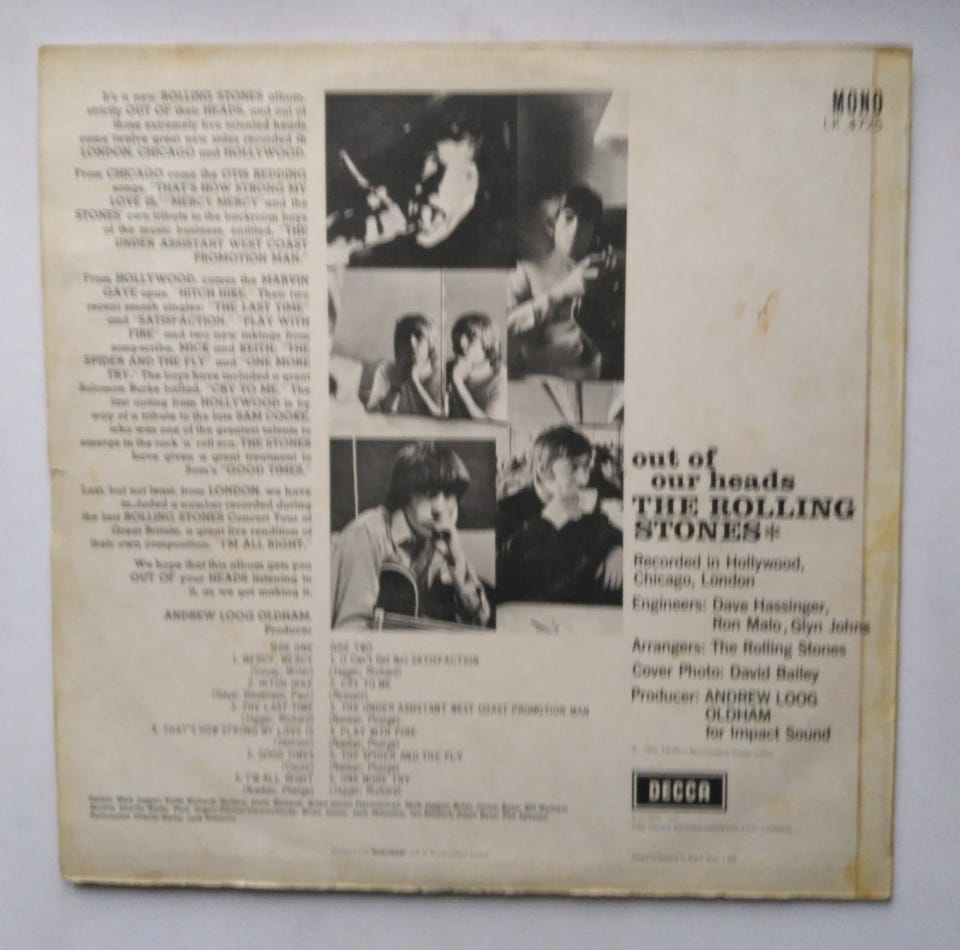 It's a new ROLLING STONES album,
strictly OUT OF their HEADS, and out of
those extremely live talented heads
come twelve great new sides recorded in
LONDON, CHICAGO and HOLLYWOOD.
From CHICAGO come the OTIS REDDING
songs, "THAT'S HOW STRONG MY
LOVE IS," "MERCY, MERCY" and the
STONES' own tribute to the backroom boys
of the music business, entitled, "THE
UNDER ASSISTANT WEST COAST
PROMOTION MAN."
From HOLLYWOOD, comes the MARVIN
GAYE opus, "HITCH HIKE." Their two
recent smash singles: "THE LAST TIME"
and "SATISFACTION." "PLAY WITH
FIRE" and two new inkings from
song-scribe, MICK and KEITH, "THE
SPIDER AND THE FLY" and "ONE MORE
TRY." The boys have included a great
Solomon Burke ballad, "CRY TO ME." The
last outing from HOLLYWOOD is by
way of a tribute to the late SAM COOKE,
who was one of the greatest talents to
emerge in the rock 'n' roll era. THE STONES
have given a great treatment to
Sam's "GOOD TIMES."
Last, but not least, from LONDON, we have
included a number recorded during
the last ROLLING STONES Concert Tour of
Great Britain, a great live rendition of
their own composition, "I'M ALL RIGHT."
We hope that this album gets you
OUT OF your HEADS listening to
it, as we got making it.
ANDREW LOOG OLDHAM,
Producer
SIDE ONE
1. MERCY, MERCY
(Covay, Miller)
2. HITCH HIKE
(Gaye, Stevenson, Paul)
3. THE LAST TIME
(Jagger, Richard)
4. THAT'S HOW STRONG MY LOVE IS
(Jamison)
5. GOOD TIMES
(Cooke)
6. I'M ALL RIGHT
(Nanker, Phelge)
SIDE TWO
1. (I Can't Get No) SATISFACTION
(Jagger, Richard)
2. CRY TO ME
(Russell)
3. THE UNDER ASSISTANT WEST COAST PROMOTION MAN
(Nanker, Phelge)
4. PLAY WITH FIRE
(Nanker, Phelge)
5. THE SPIDER AND THE FLY
(Nanker, Phelge)
6. ONE MORE TRY
(Jagger, Richard)
MONO
LK 4725
out of
our heads
THE ROLLING
STONES*
Recorded in Hollywood,
Chicago, London
Engineers: Dave Hassinger,
Ron Malo, Glyn Johns
Arrangers: The Rolling Stones
Cover Photo: David Bailey
Producer: ANDREW LOOG
OLDHAM
for Impact Sound
DECCA